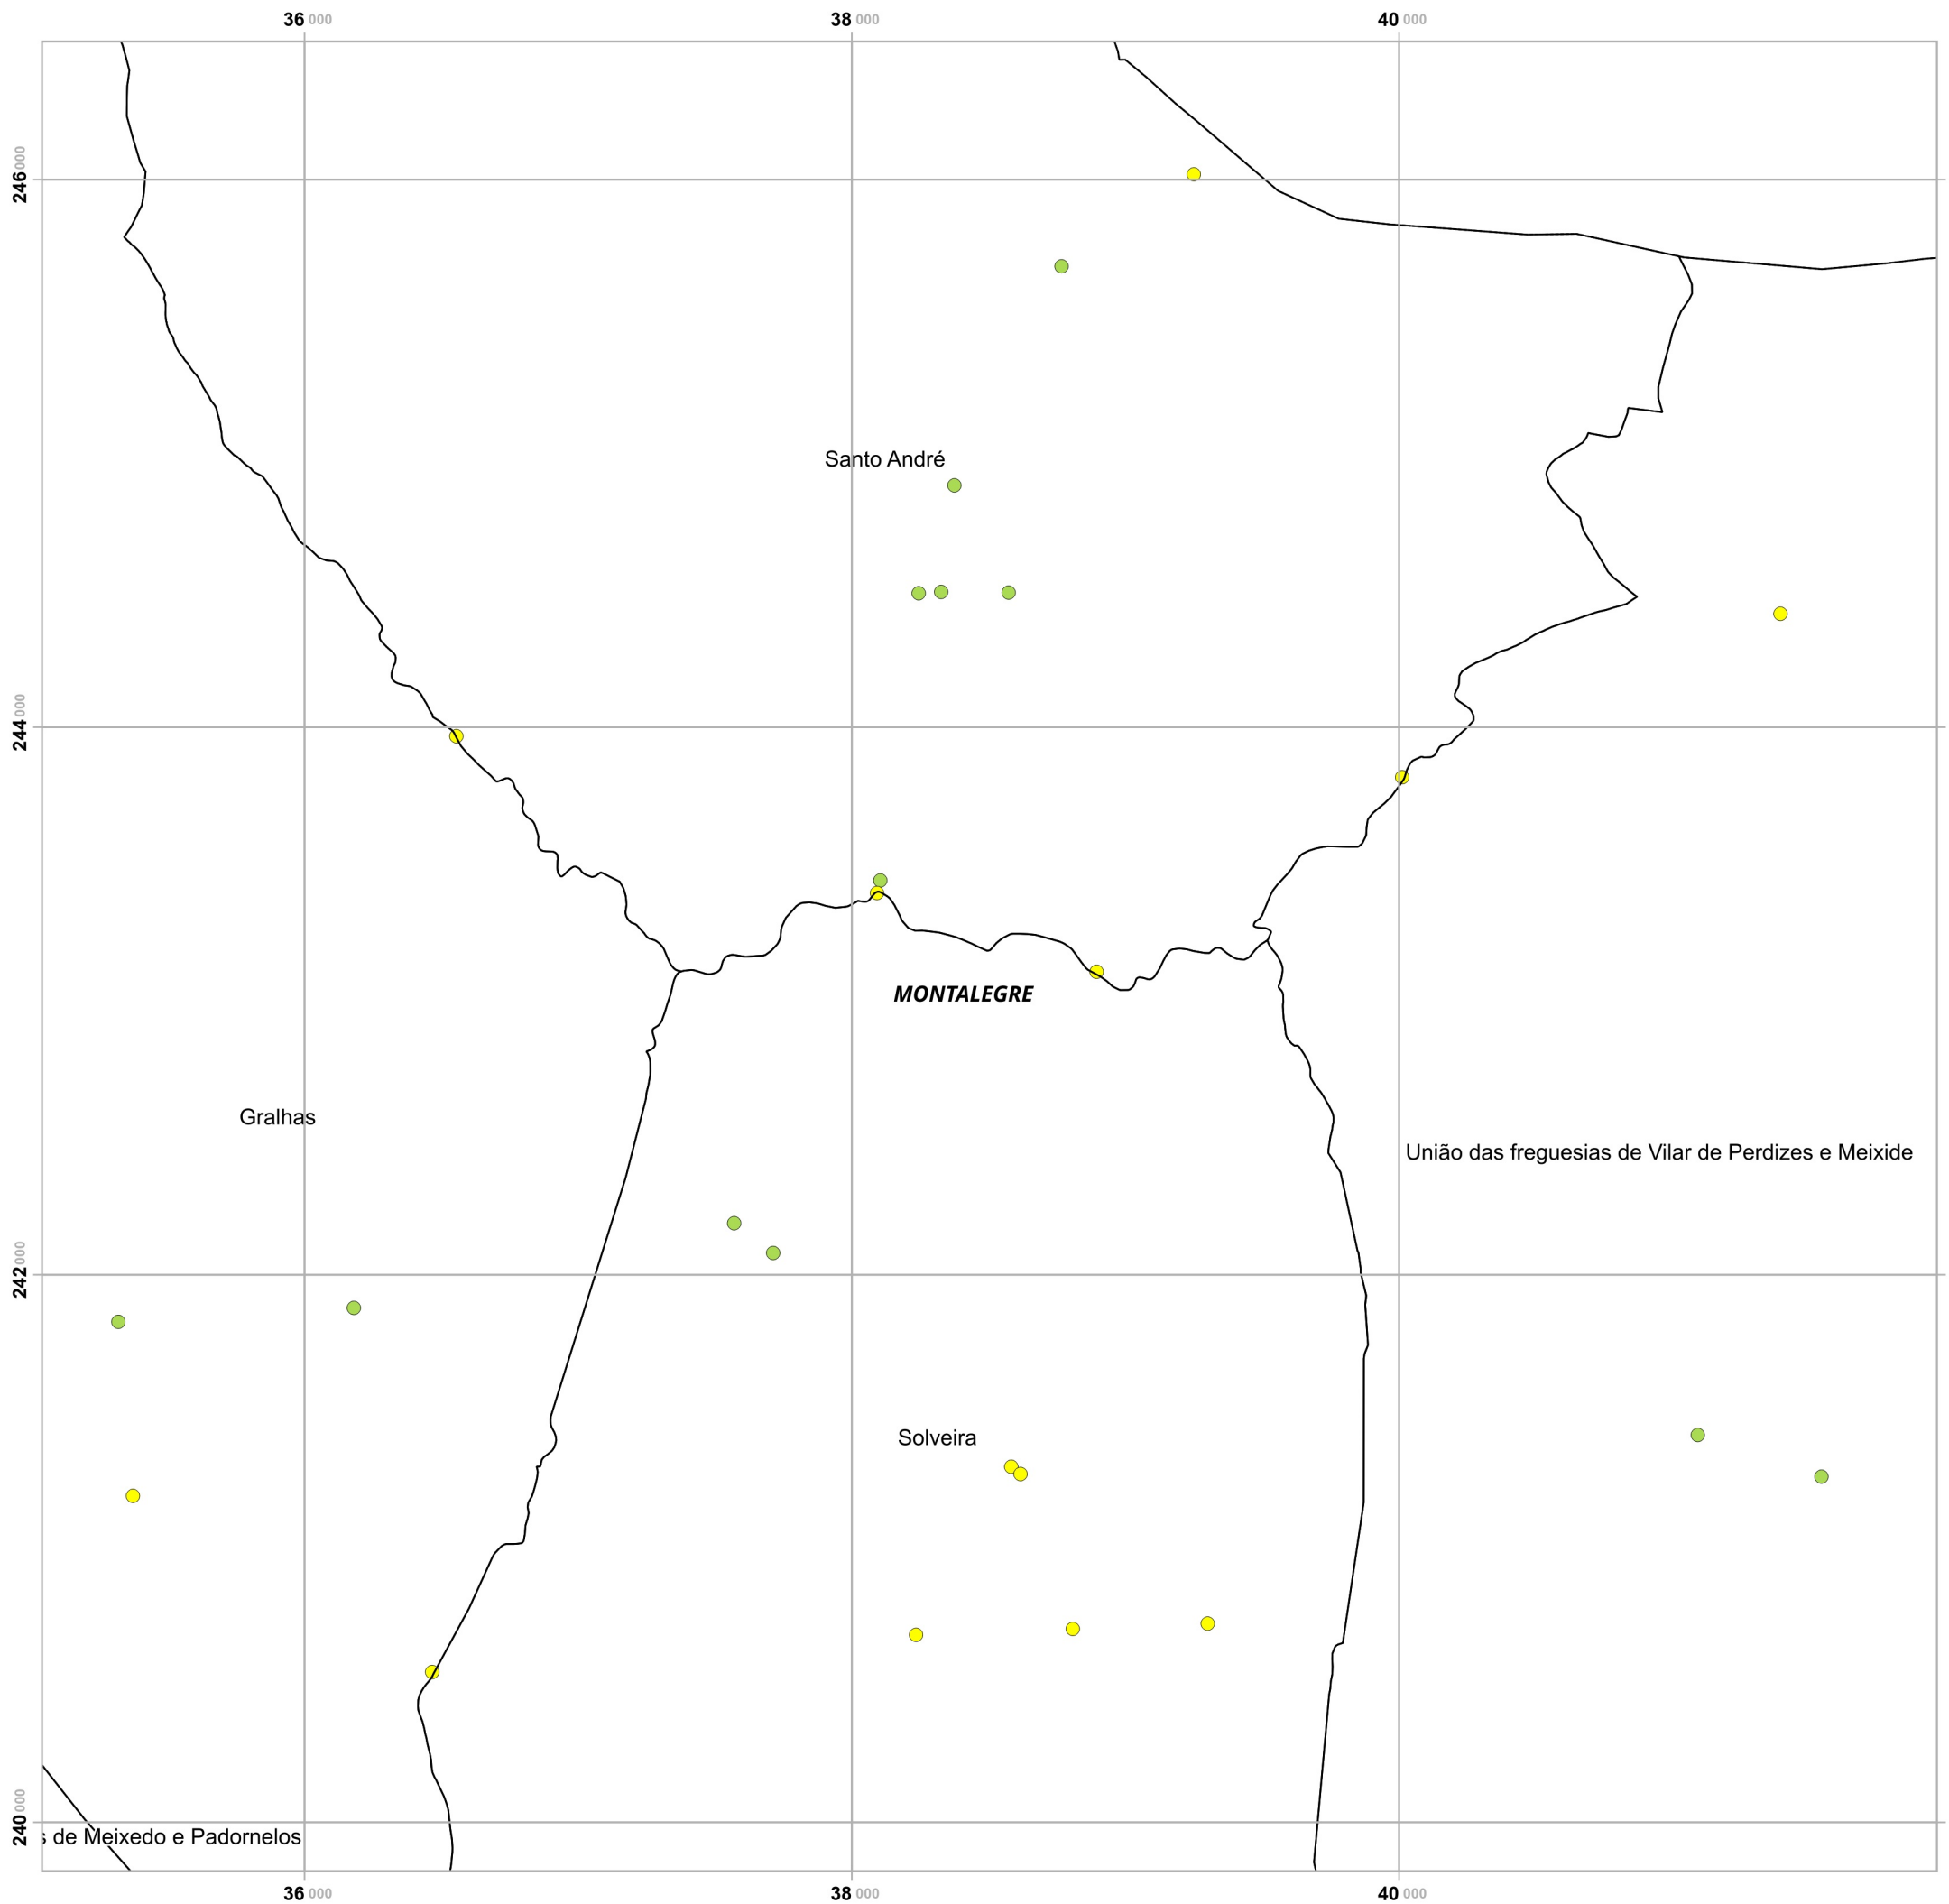 36 000 38 000 40 000
246 000
Santo André
244 000
MONTALEGRE
Gralhas
União das freguesias de Vilar de Perdizes e Meixide
242 000
Solveira
240 000
de Meixedo e Padornelos
36 000 38 000 40 000